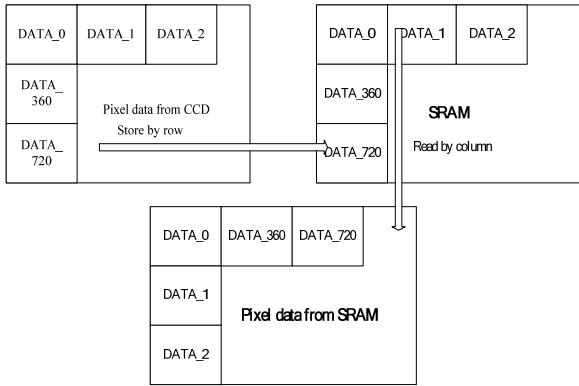 DATA_0 DATA_1 DATA_2
DATA_
360
Pixel data from CCD
Store by row
DATA_
720
DATA_0 DATA_1 DATA_2
DATA_360
SRAM
DATA_720
Read by column
DATA_0 DATA_360 DATA_720
DATA_1
Pixel data from SRAM
DATA_2